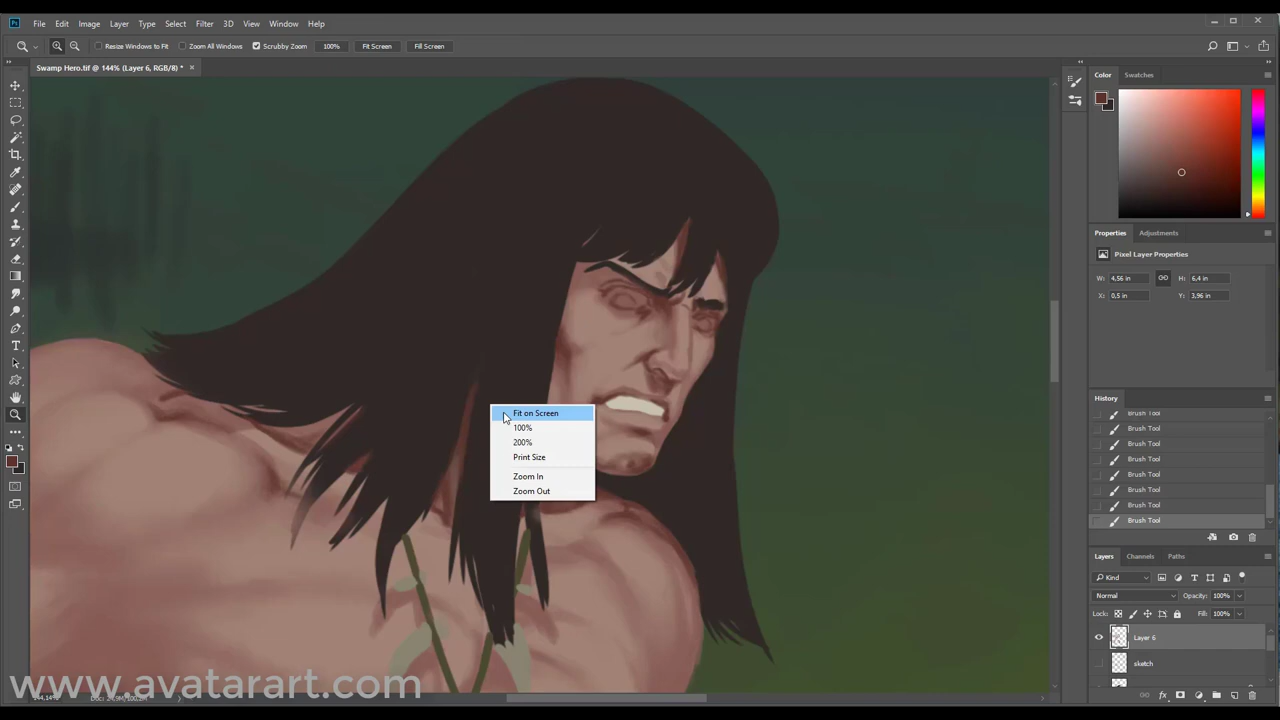 Ps File Edit Image Layer Type Select Filter 3D View Window Help
Resize Windows to Fit Zoom All Windows Scrubby Zoom 100% Fit Screen Fill Screen
Swamp Hero.tif @ 144% (Layer 6, RGB/8) *
Color Swatches
Properties Adjustments
Pixel Layer Properties
W: 4,56 in H: 6,4 in
X: 0,5 in Y: 3,96 in
History
Brush Tool
Brush Tool
Brush Tool
Brush Tool
Brush Tool
Brush Tool
Brush Tool
Brush Tool
Fit on Screen
100%
200%
Print Size
Zoom In
Zoom Out
Layers Channels Paths
Kind
Normal Opacity: 100%
Lock: Fill: 100%
Layer 6
sketch
fx
www.avatarart.com